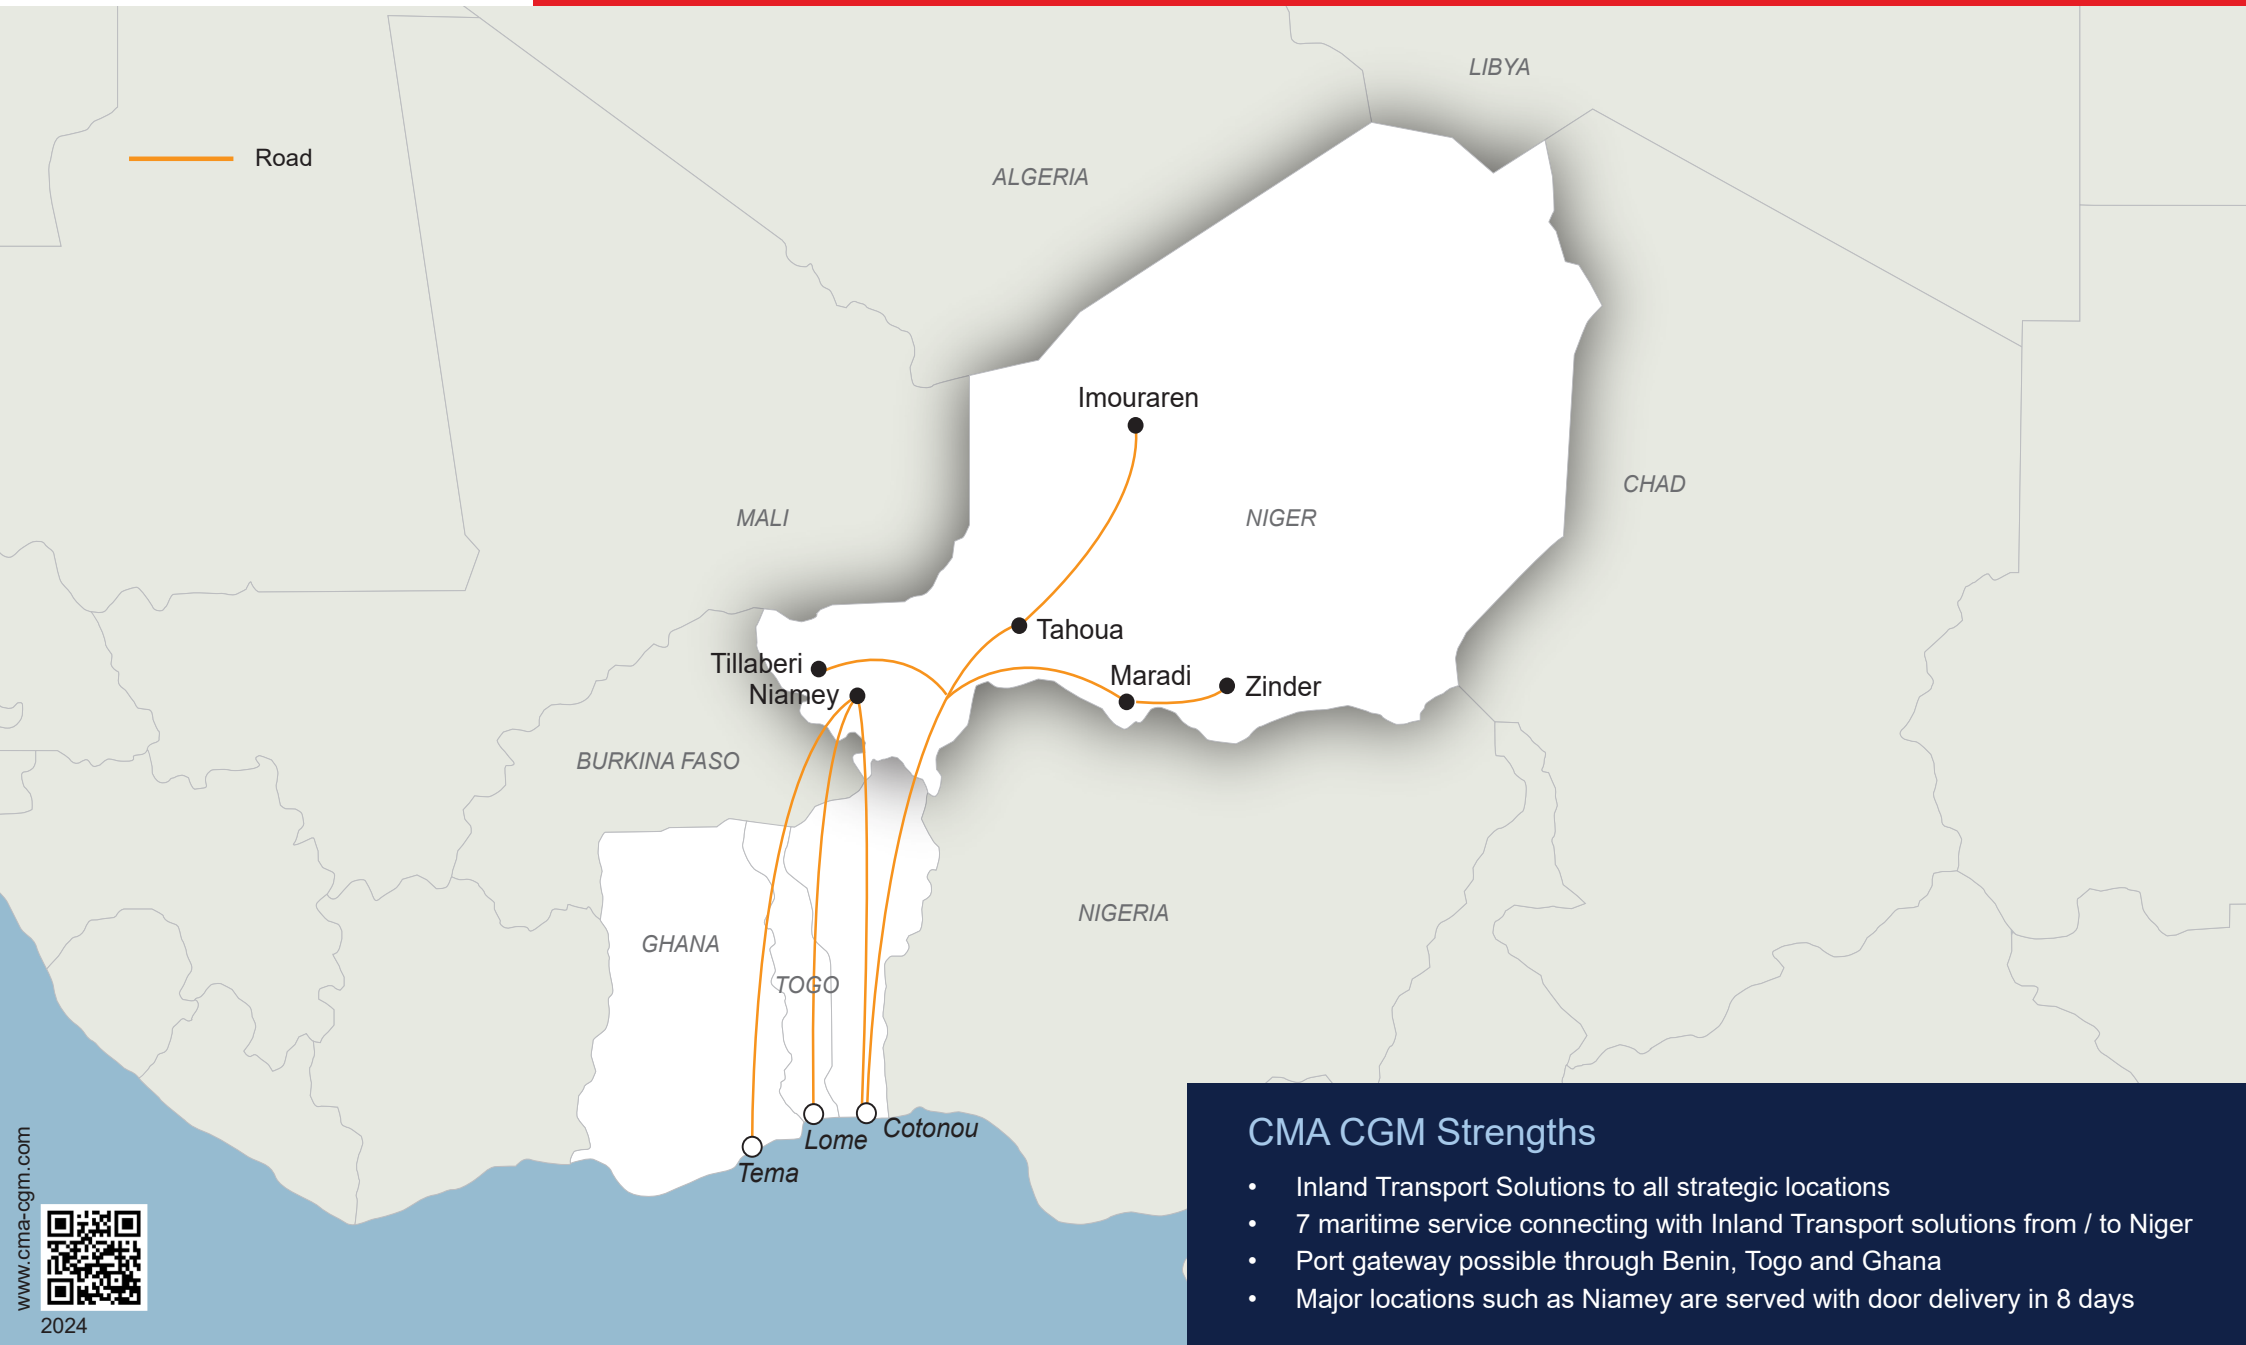 LIBYA
Road
ALGERIA
Imouraren
CHAD
MALI
NIGER
Tahoua
Tillaberi
Maradi
Niamey
Zinder
BURKINA FASO
NIGERIA
GHANA
TOGO
Cotonou
Lome
Tema
CMA CGM Strengths
• Inland Transport Solutions to all strategic locations
• 7 maritime service connecting with Inland Transport solutions from / to Niger
• Port gateway possible through Benin, Togo and Ghana
• Major locations such as Niamey are served with door delivery in 8 days
www.cma-cgm.com
2024